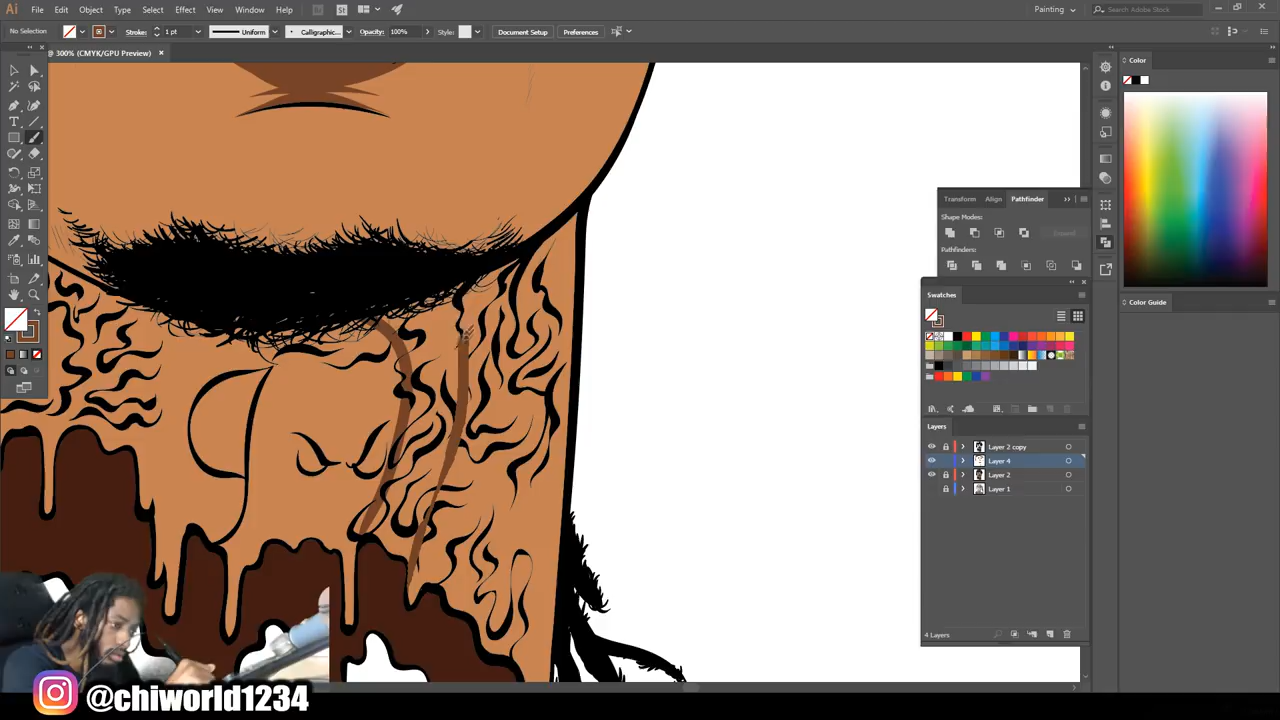 Ai File Edit Object Type Select Effect View Window Help Br St Painting Search Adobe Stock
No Selection Stroke: 1 pt Uniform Calligraphic... Opacity: 100% Style: Document Setup Preferences
@ 300% (CMYK/GPU Preview)
Color
Transform Align Pathfinder
Shape Modes:
Expand
Pathfinders:
Swatches
Color Guide
Layers
Layer 2 copy
Layer 4
Layer 2
Layer 1
4 Layers
@chiworld1234